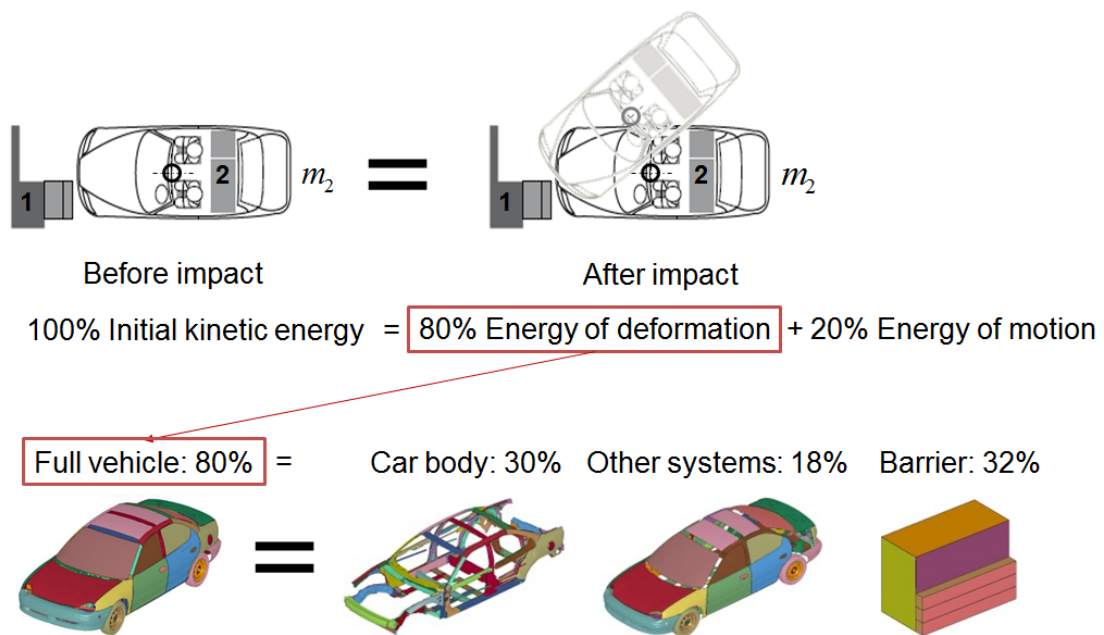 1 2 m2 = 1 2 m2
Before impact After impact
100% Initial kinetic energy = 80% Energy of deformation + 20% Energy of motion
Full vehicle: 80% = Car body: 30% Other systems: 18% Barrier: 32%
=